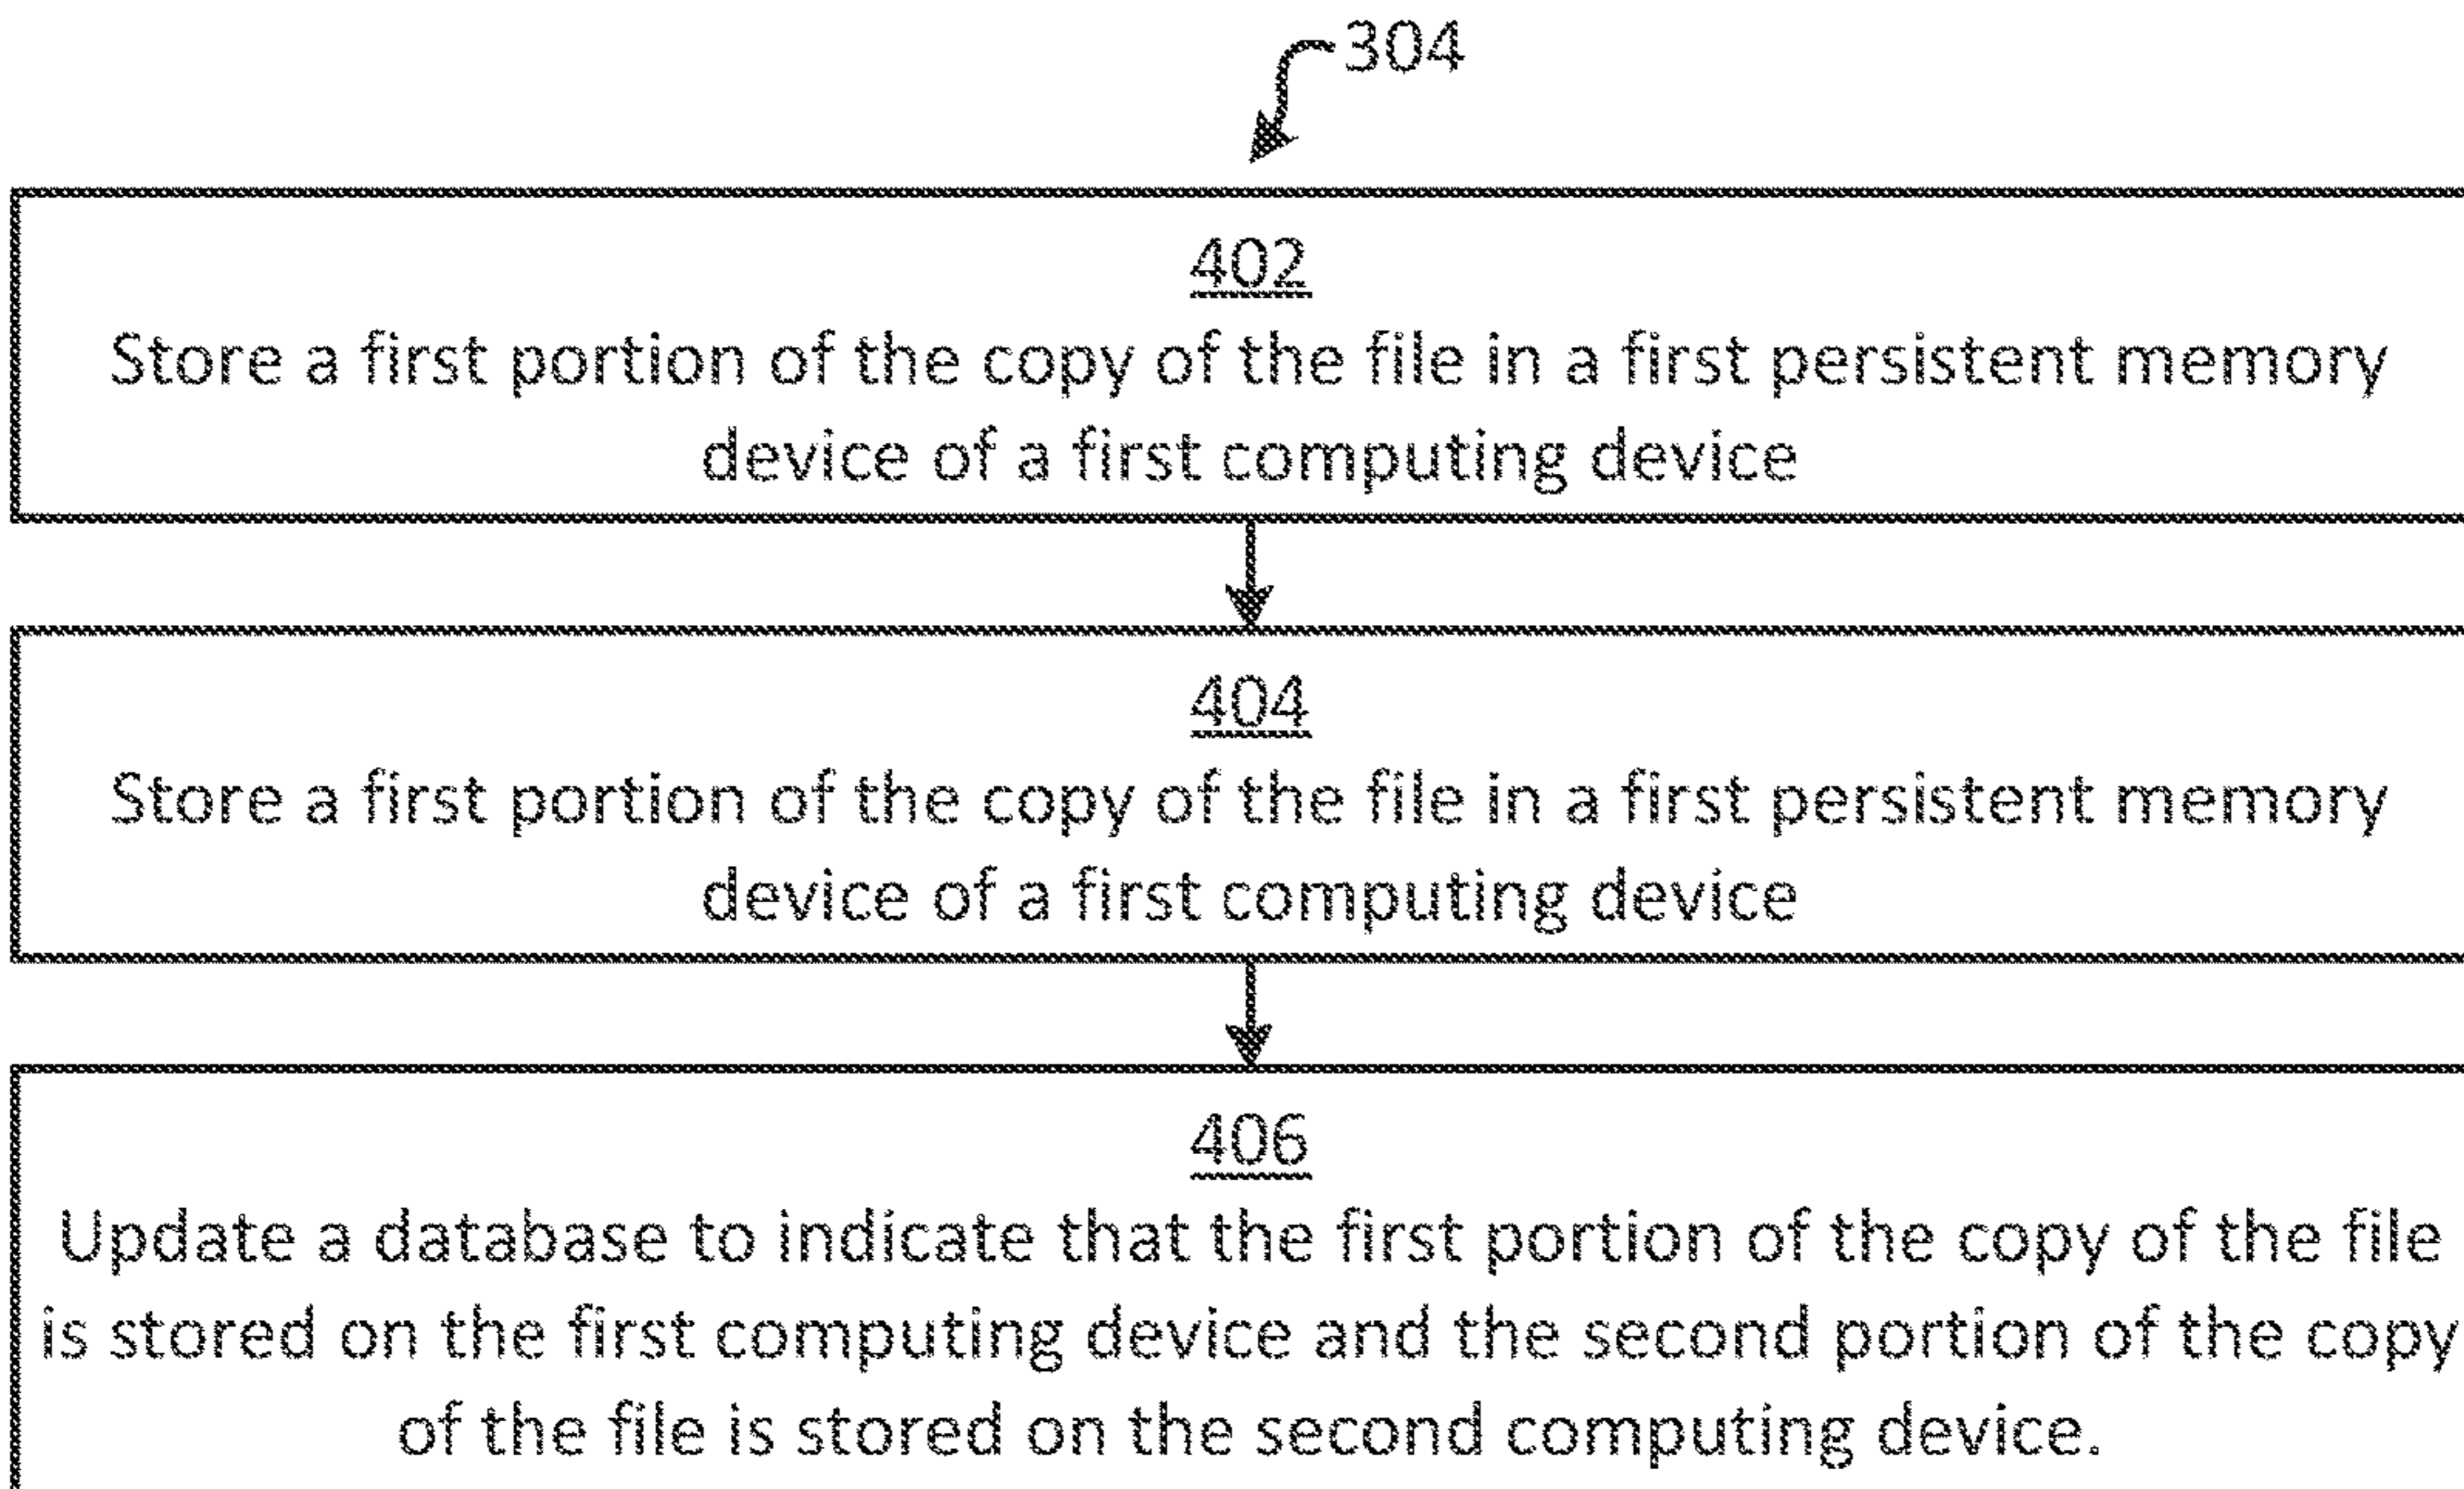 304
402
Store a first portion of the copy of the file in a first persistent memory
device of a first computing device
404
Store a first portion of the copy of the file in a first persistent memory
device of a first computing device
406
Update a database to indicate that the first portion of the copy of the file
is stored on the first computing device and the second portion of the copy
of the file is stored on the second computing device.